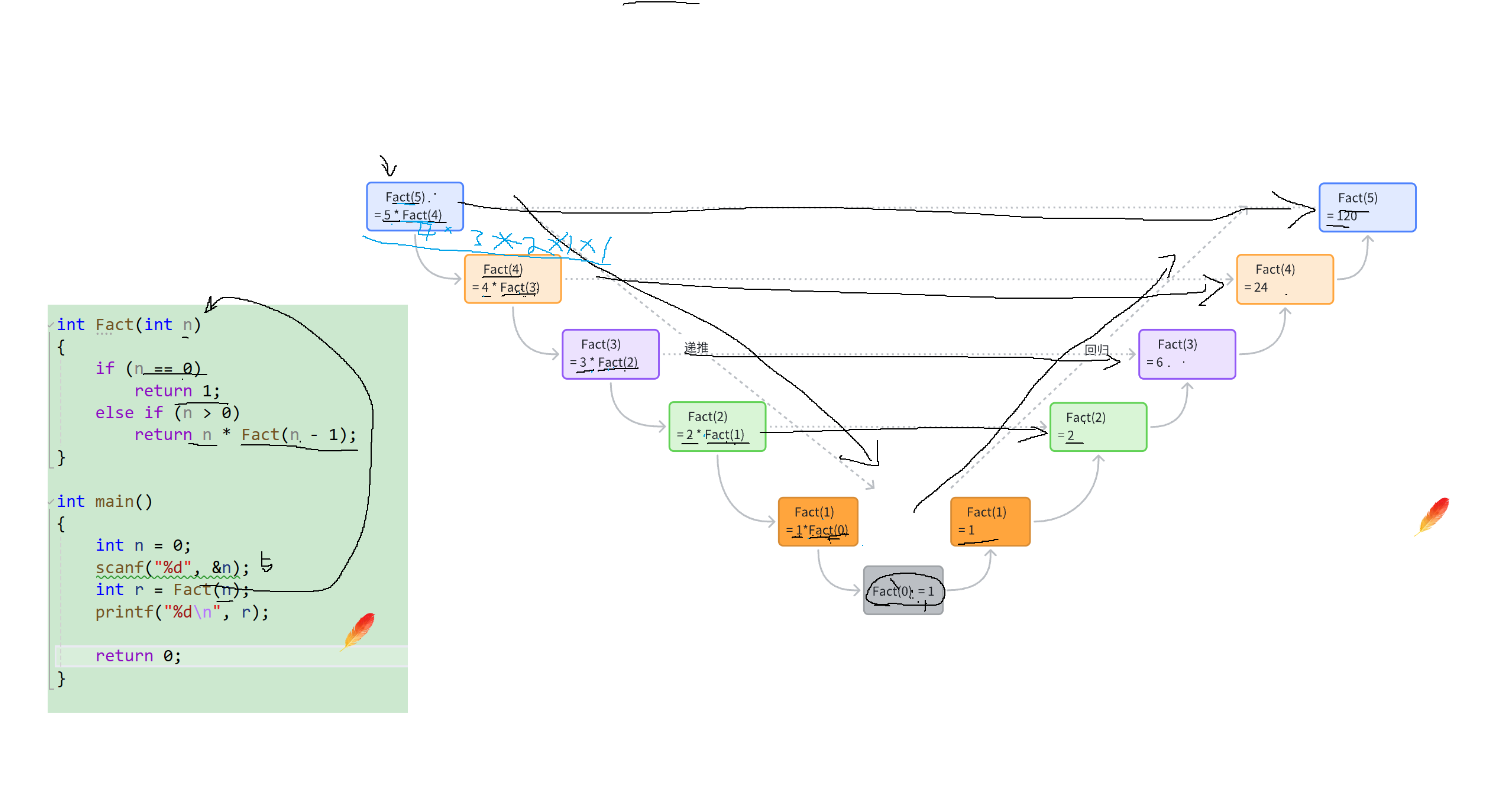 Fact(5)
= 5 * Fact(4)
4 * 3 × 2 × 1 × 1
Fact(4)
= 4 * Fact(3)
Fact(3)
= 3 * Fact(2)
Fact(2)
= 2 * Fact(1)
Fact(1)
= 1*Fact(0)
Fact(0) = 1
递推
回归
Fact(5)
= 120
Fact(4)
= 24
Fact(3)
= 6
Fact(2)
= 2
Fact(1)
= 1
int Fact(int n)
{
if (n == 0)
return 1;
else if (n > 0)
return n * Fact(n - 1);
}
int main()
{
int n = 0;
scanf("%d", &n);
5
int r = Fact(n);
printf("%d\n", r);
return 0;
}